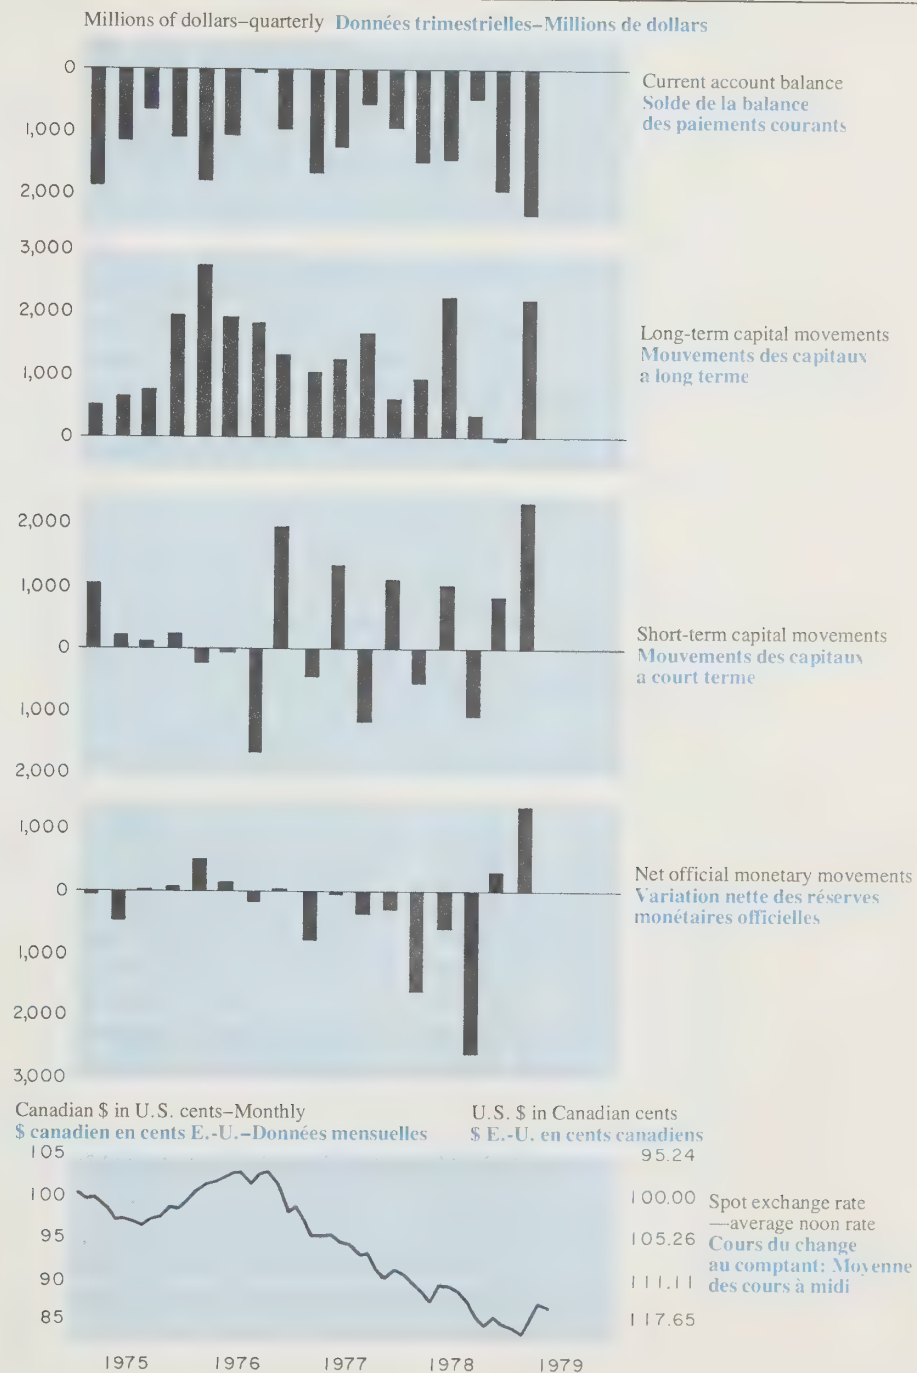 Millions of dollars–quarterly Données trimestrielles–Millions de dollars
0
1,000
2,000
Current account balance
Solde de la balance
des paiements courants
3,000
2,000
1,000
0
Long-term capital movements
Mouvements des capitaux
a long terme
2,000
1,000
0
1,000
2,000
Short-term capital movements
Mouvements des capitaux
a court terme
1,000
0
1,000
2,000
3,000
Net official monetary movements
Variation nette des réserves
monétaires officielles
Canadian $ in U.S. cents–Monthly
$ canadien en cents E.-U.–Données mensuelles
U.S. $ in Canadian cents
$ E.-U. en cents canadiens
105
100
95
90
85
95.24
100.00
105.26
111.11
117.65
Spot exchange rate
—average noon rate
Cours du change
au comptant: Moyenne
des cours à midi
1975 1976 1977 1978 1979